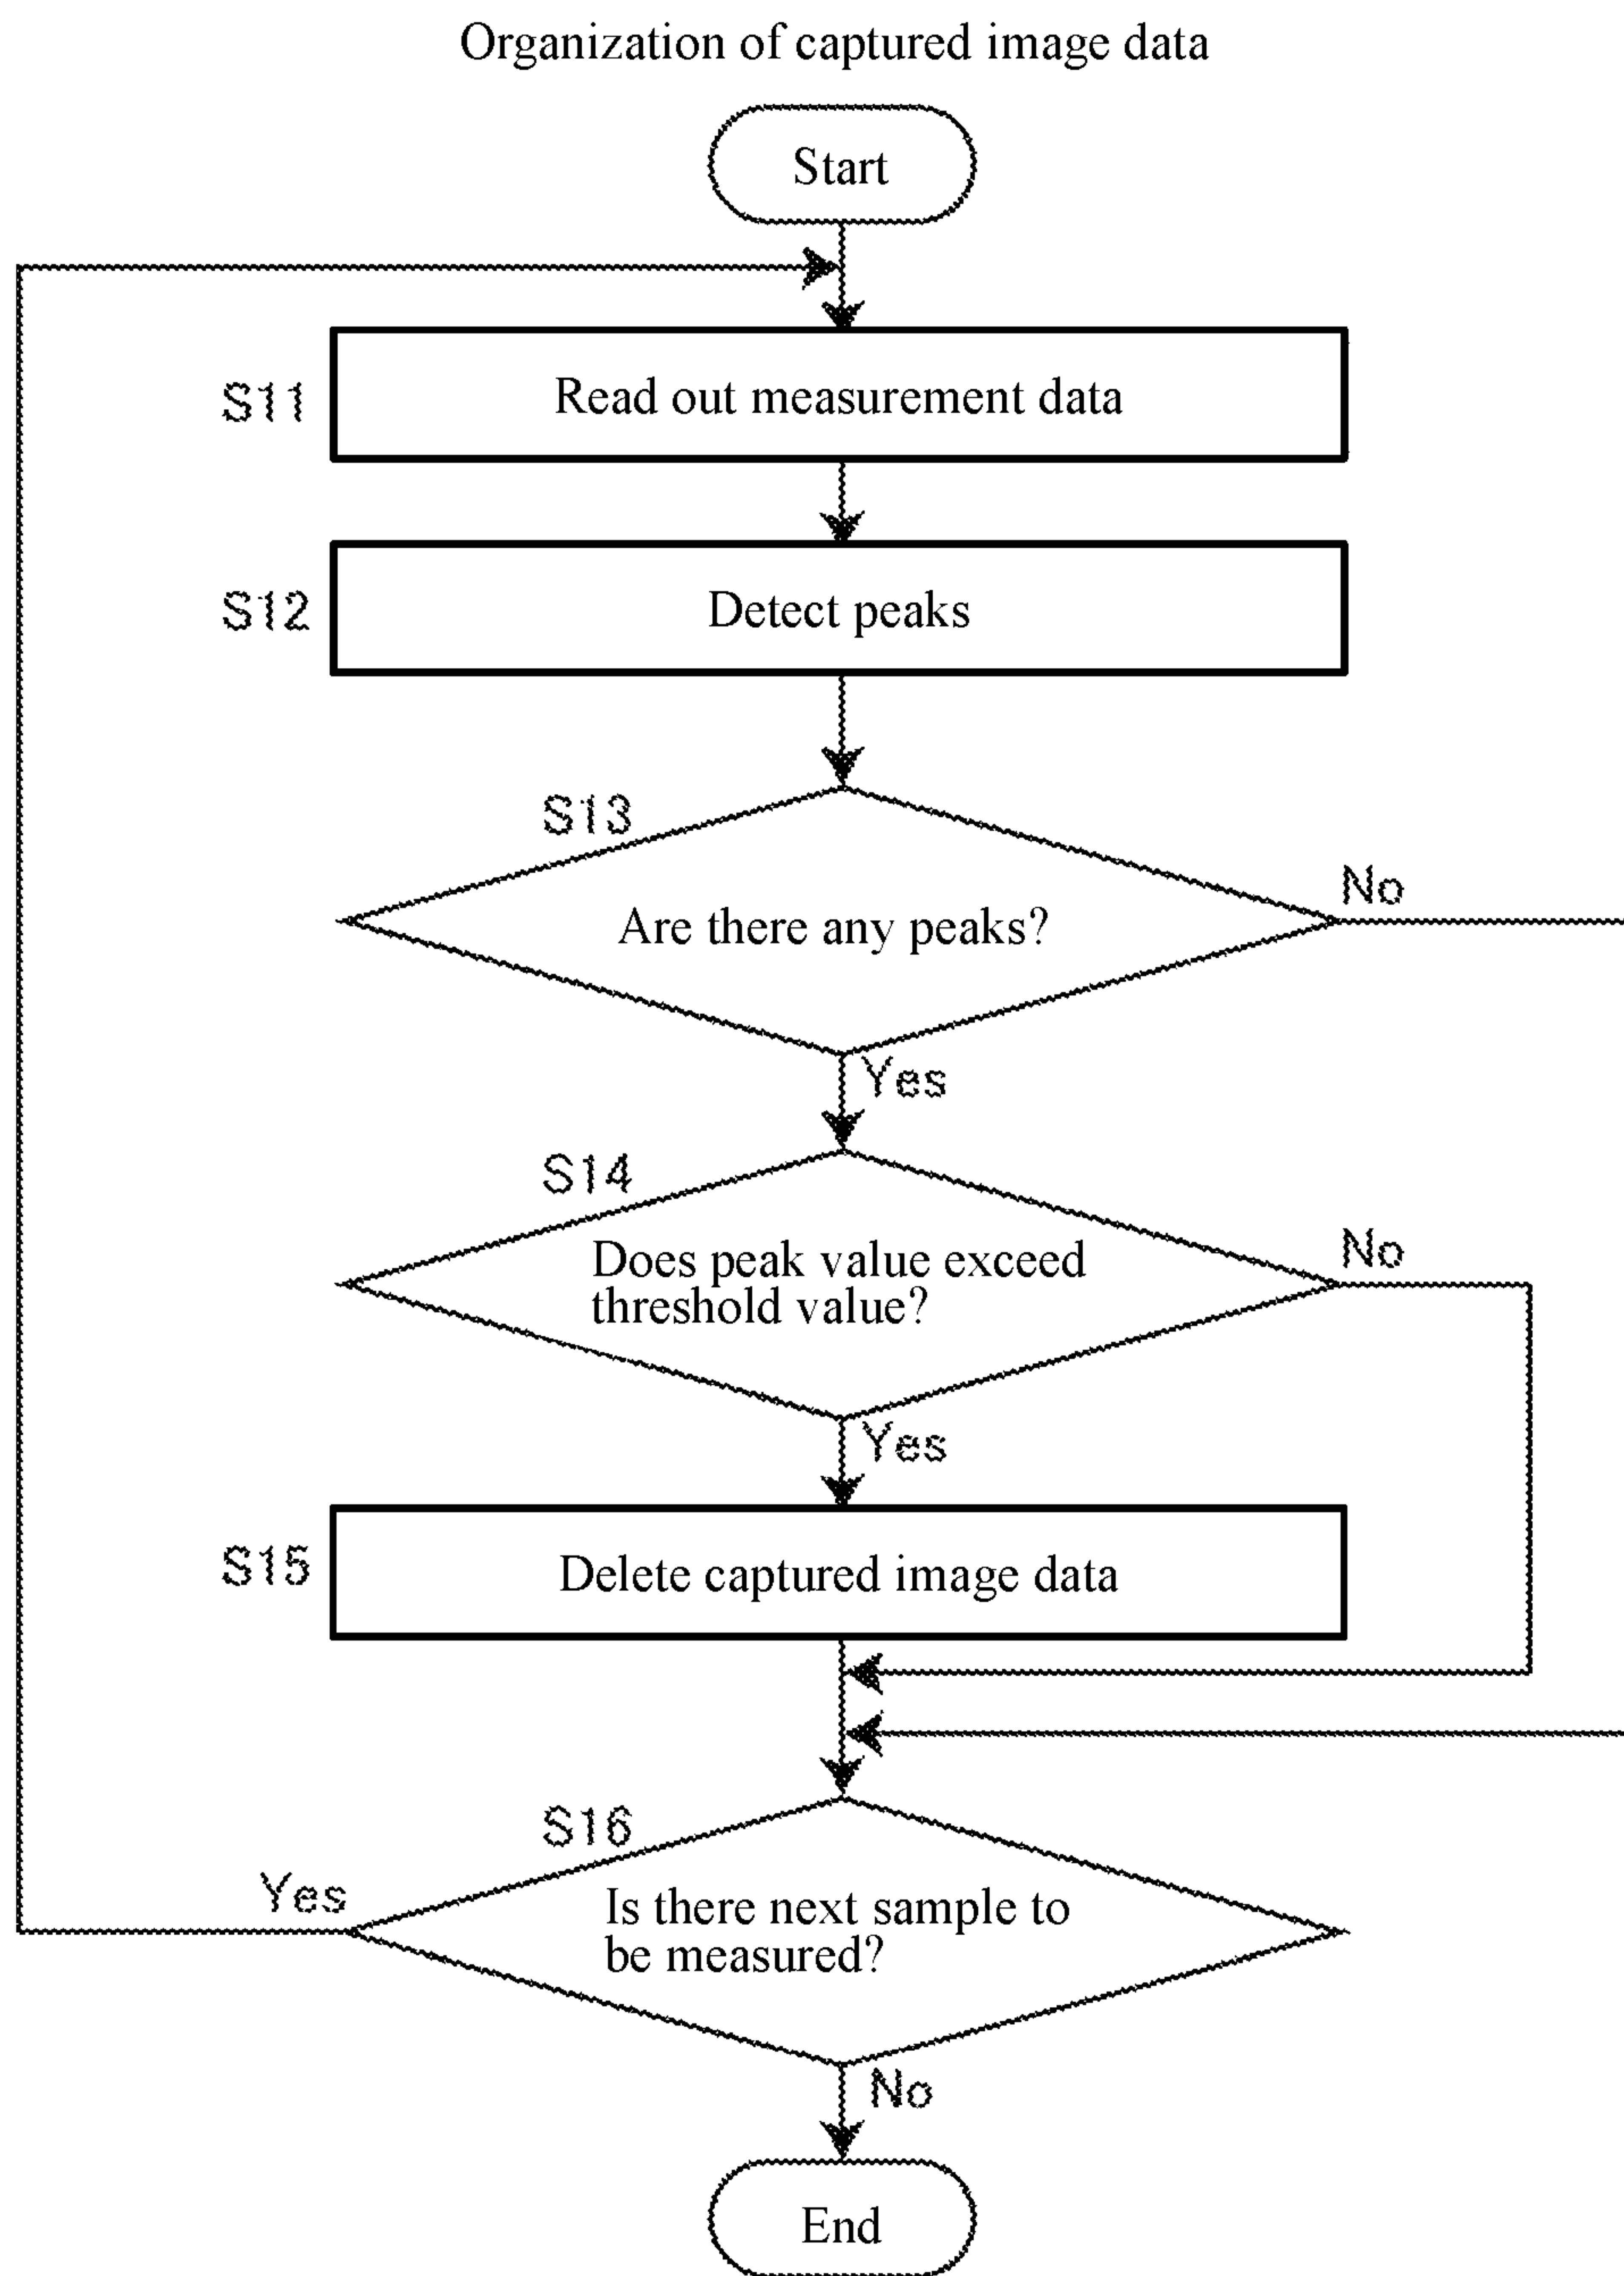 Organization of captured image data
Start
S11
Read out measurement data
S12
Detect peaks
S13
No
Are there any peaks?
Yes
S14
No
Does peak value exceed
threshold value?
Yes
S15
Delete captured image data
S16
Yes
Is there next sample to
be measured?
No
End